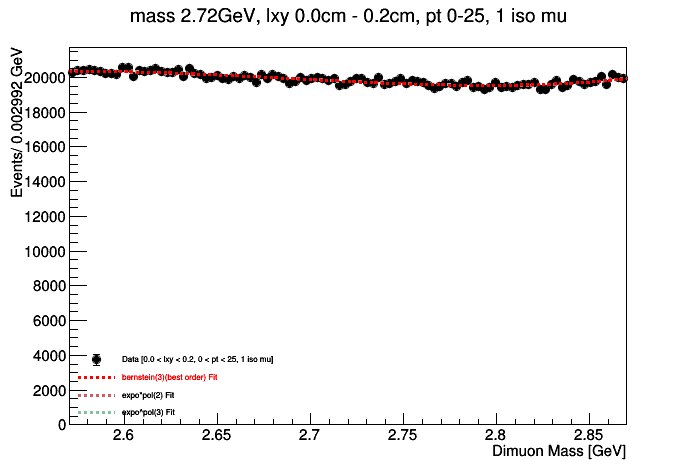 mass 2.72GeV, lxy 0.0cm - 0.2cm, pt 0-25, 1 iso mu
Events/ 0.002992 GeV
20000
18000
16000
14000
12000
10000
8000
6000
4000
2000
0
Data [0.0 < lxy < 0.2, 0 < pt < 25, 1 iso mu]
bernstein(3)(best order) Fit
expo*pol(2) Fit
expo^pol(3) Fit
2.6 2.65 2.7 2.75 2.8 2.85
Dimuon Mass [GeV]